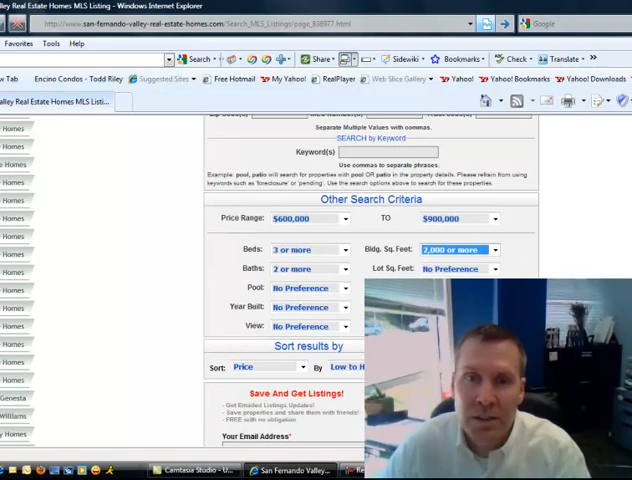 lley Real Estate Homes MLS Listing - Windows Internet Explorer
http://www.san-fernando-valley-real-estate-homes.com/Search_MLS_Listings/page_838977.html
Google
Favorites Tools Help
Search Share Sidewiki Bookmarks Check Translate
w Tab Encino Condos - Todd Riley Suggested Sites Free Hotmail My Yahoo! RealPlayer Web Slice Gallery Yahoo! Yahoo! Bookmarks Yahoo! Downloads
alley Real Estate Homes MLS Listi...
Separate Multiple Values with commas.
SEARCH by Keyword
Keyword(s)
Use commas to separate phrases.
Example: pool, patio will search for properties with pool OR patio in the property details. Please refrain from using
keywords such as 'foreclosure' or 'pending'. Use the search options above to search for these properties.
Other Search Criteria
Price Range: $600,000 TO $900,000
Beds: 3 or more Bldg. Sq. Feet: 2,000 or more
Baths: 2 or more Lot Sq. Feet: No Preference
Pool: No Preference
Year Built: No Preference
View: No Preference
Sort results by
Sort: Price By Low to H
Save And Get Listings!
- Get Emailed Listings Updates!
- Save properties and share them with friends!
- FREE with no obligation
Your Email Address*
Homes
Homes
e Homes
Homes
Homes
Homes
Homes
Homes
Homes
Homes
Homes
Homes
Homes
Homes
Homes
Genesta
Williams
y Homes
Camtasia Studio - U...
San Fernando Valley...